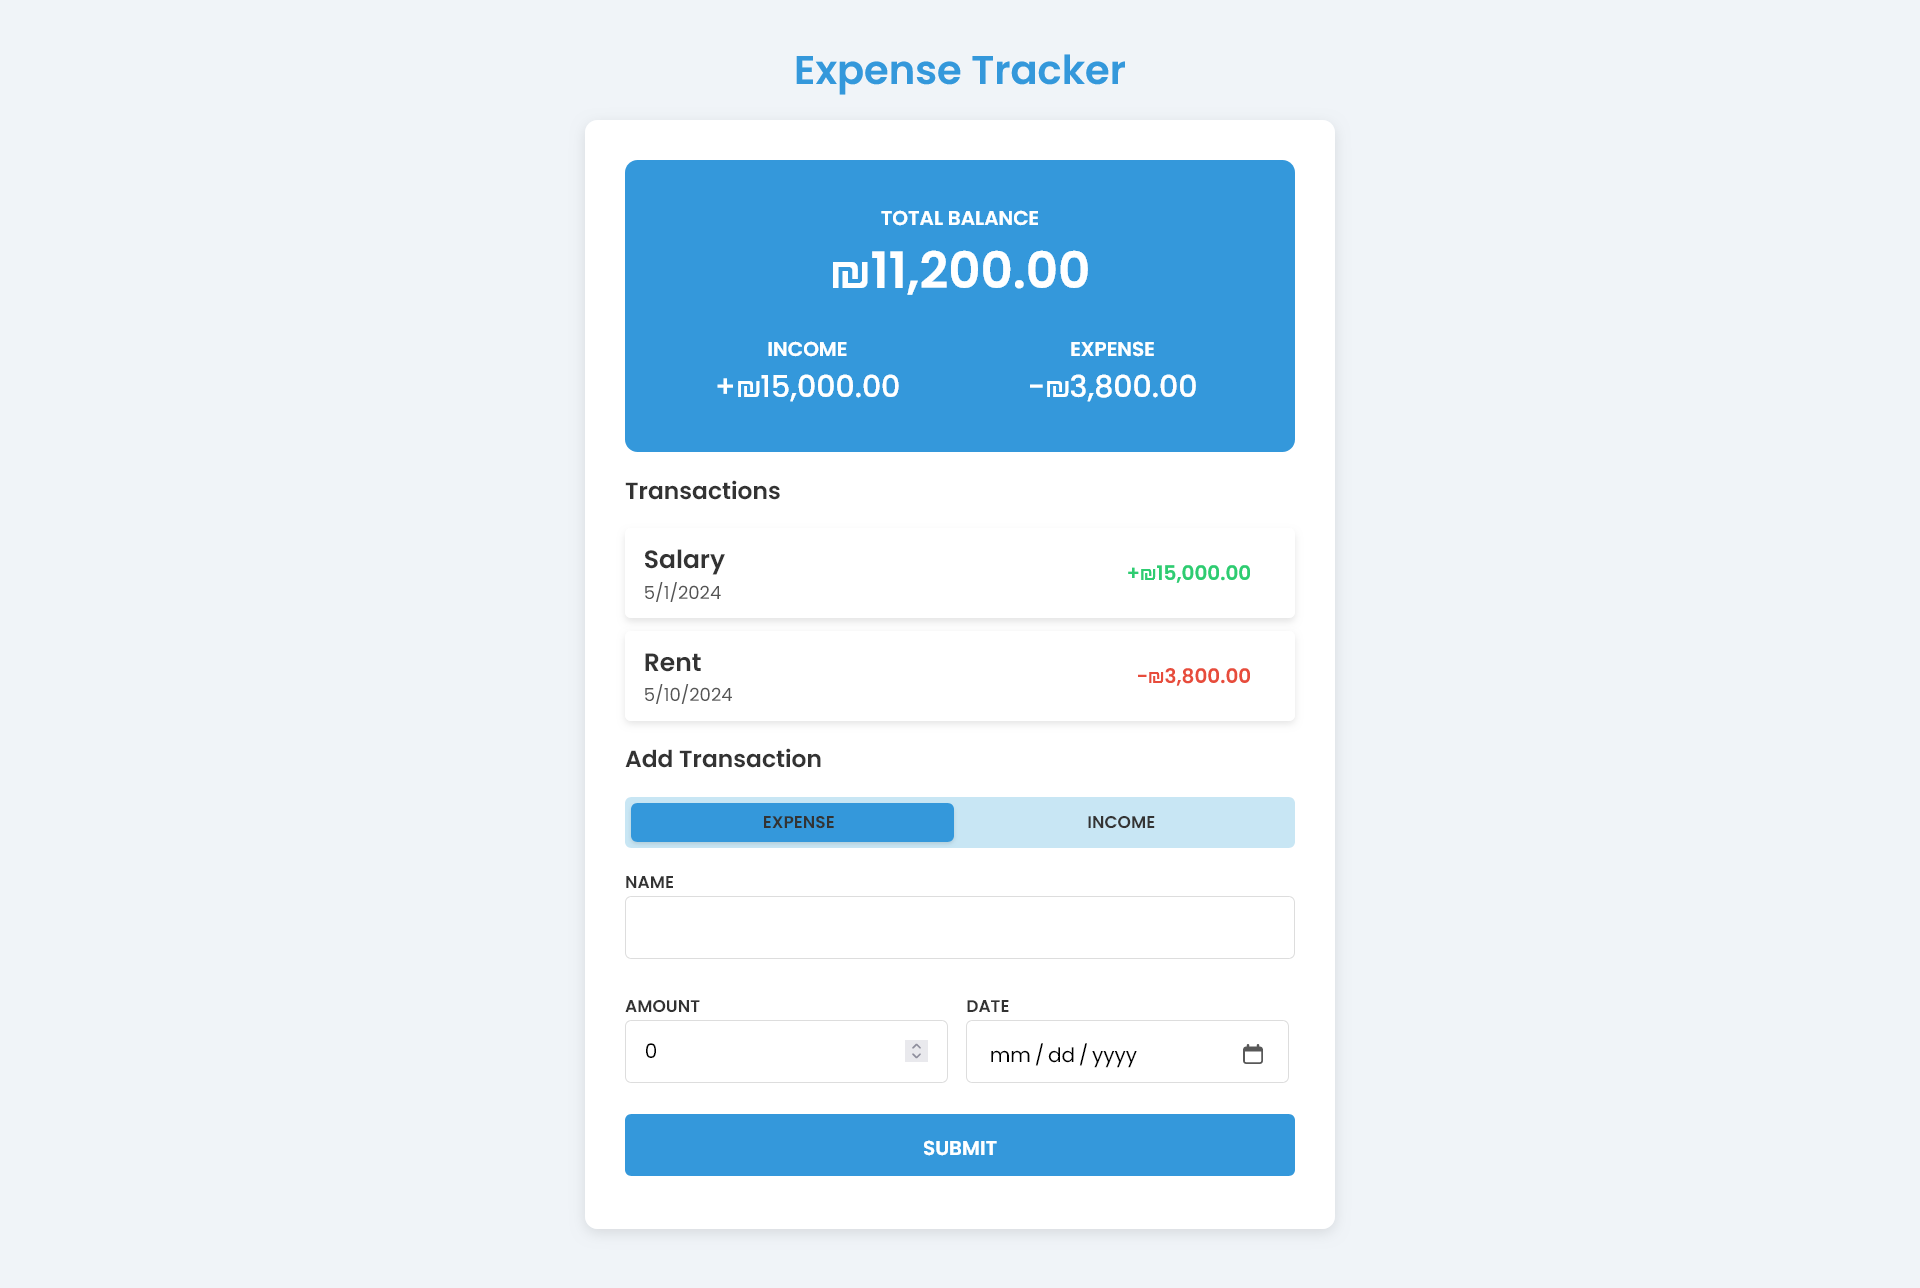 Expense Tracker
TOTAL BALANCE
₪11,200.00
INCOME
+₪15,000.00
EXPENSE
-₪3,800.00
Transactions
Salary
5/1/2024
+₪15,000.00
Rent
5/10/2024
-₪3,800.00
Add Transaction
EXPENSE
INCOME
NAME
AMOUNT
0
DATE
mm/dd/yyyy
SUBMIT